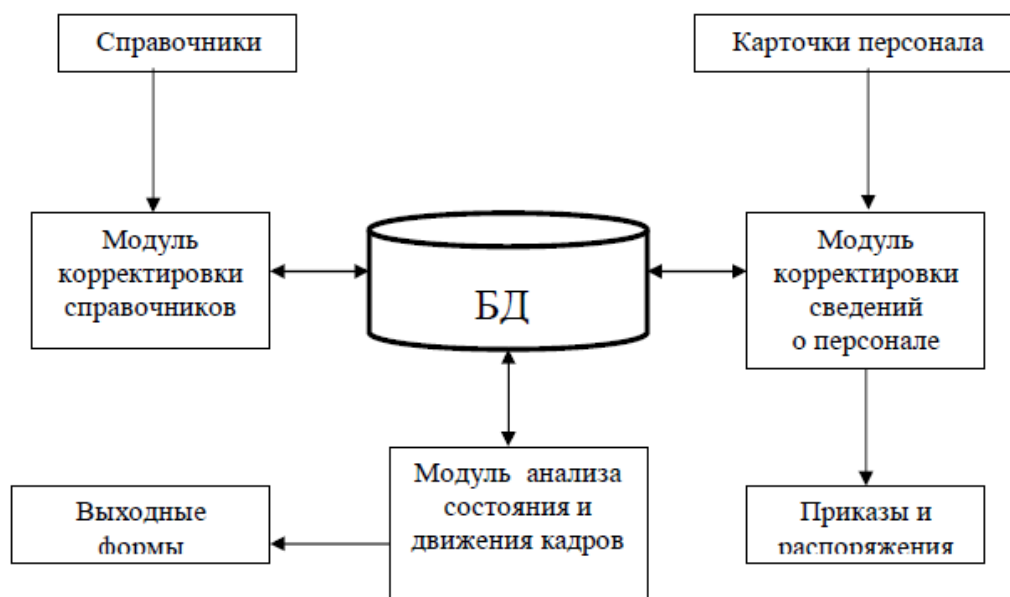 Справочники
Карточки персонала
Модуль
корректировки
справочников
БД
Модуль
корректировки
сведений
о персонале
Модуль анализа
состояния и
движения кадров
Выходные
формы
Приказы и
распоряжения